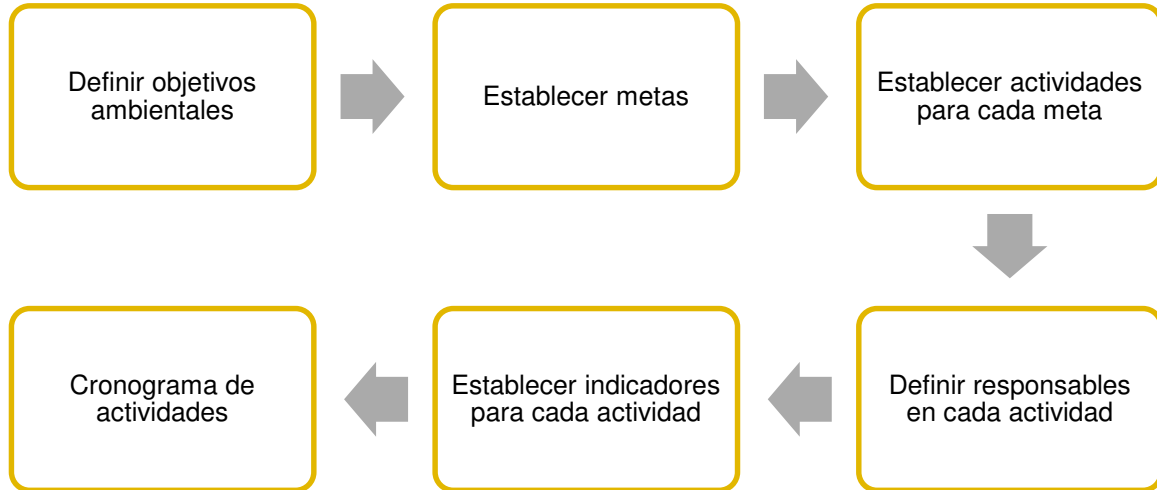 Definir objetivos
ambientales
Establecer metas
Establecer actividades
para cada meta
Definir responsables
en cada actividad
Establecer indicadores
para cada actividad
Cronograma de
actividades